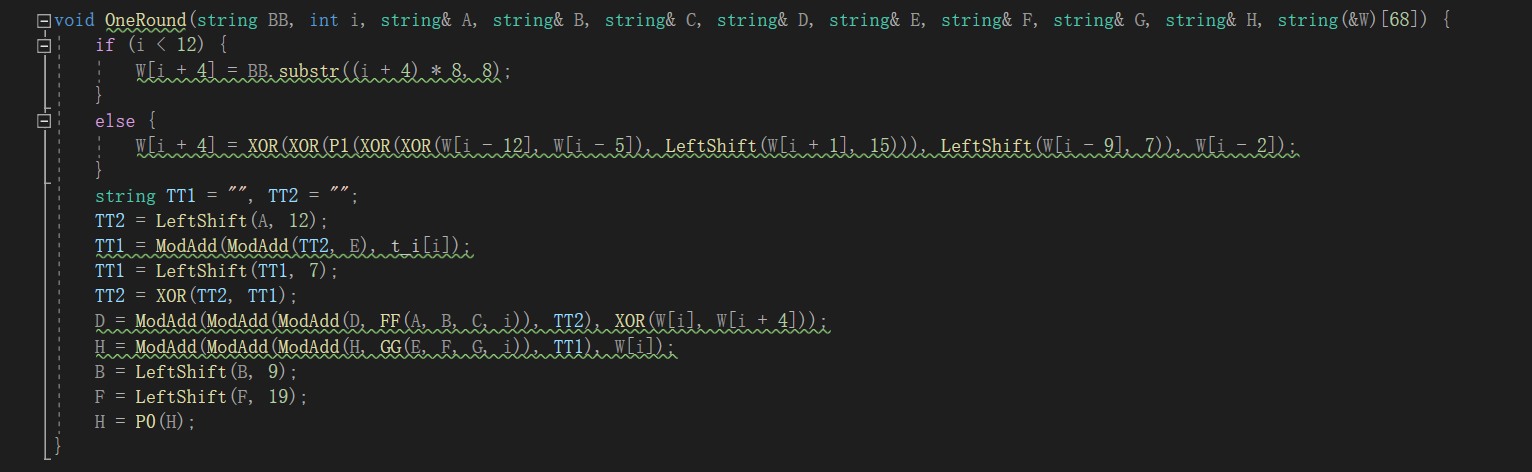 void OneRound(string BB, int i, string& A, string& B, string& C, string& D, string& E, string& F, string& G, string& H, string(&W)[68]) {
if (i < 12) {
W[i + 4] = BB.substr((i + 4) * 8, 8);
}
else {
W[i + 4] = XOR(XOR(P1(XOR(XOR(W[i - 12], W[i - 5]), LeftShift(W[i + 1], 15))), LeftShift(W[i - 9], 7)), W[i - 2]);
}
string TT1 = "", TT2 = "";
TT2 = LeftShift(A, 12);
TT1 = ModAdd(ModAdd(TT2, E), t_i[i]);
TT1 = LeftShift(TT1, 7);
TT2 = XOR(TT2, TT1);
D = ModAdd(ModAdd(ModAdd(D, FF(A, B, C, i)), TT2), XOR(W[i], W[i + 4]));
H = ModAdd(ModAdd(ModAdd(H, GG(E, F, G, i)), TT1), W[i]);
B = LeftShift(B, 9);
F = LeftShift(F, 19);
H = P0(H);
}